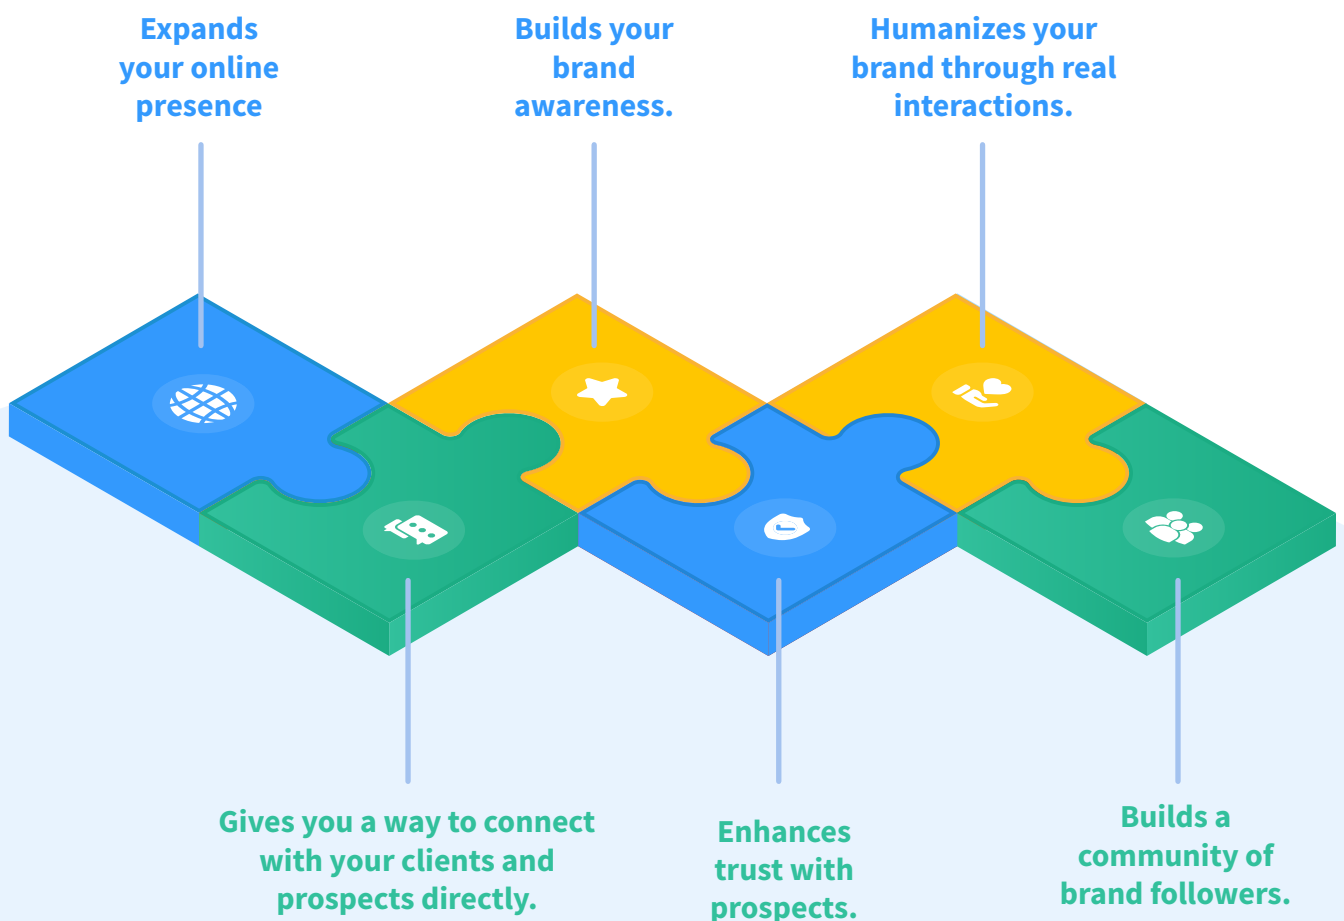 Expands
your online
presence
Builds your
brand
awareness.
Humanizes your
brand through real
interactions.
Gives you a way to connect
with your clients and
prospects directly.
Enhances
trust with
prospects.
Builds a
community of
brand followers.